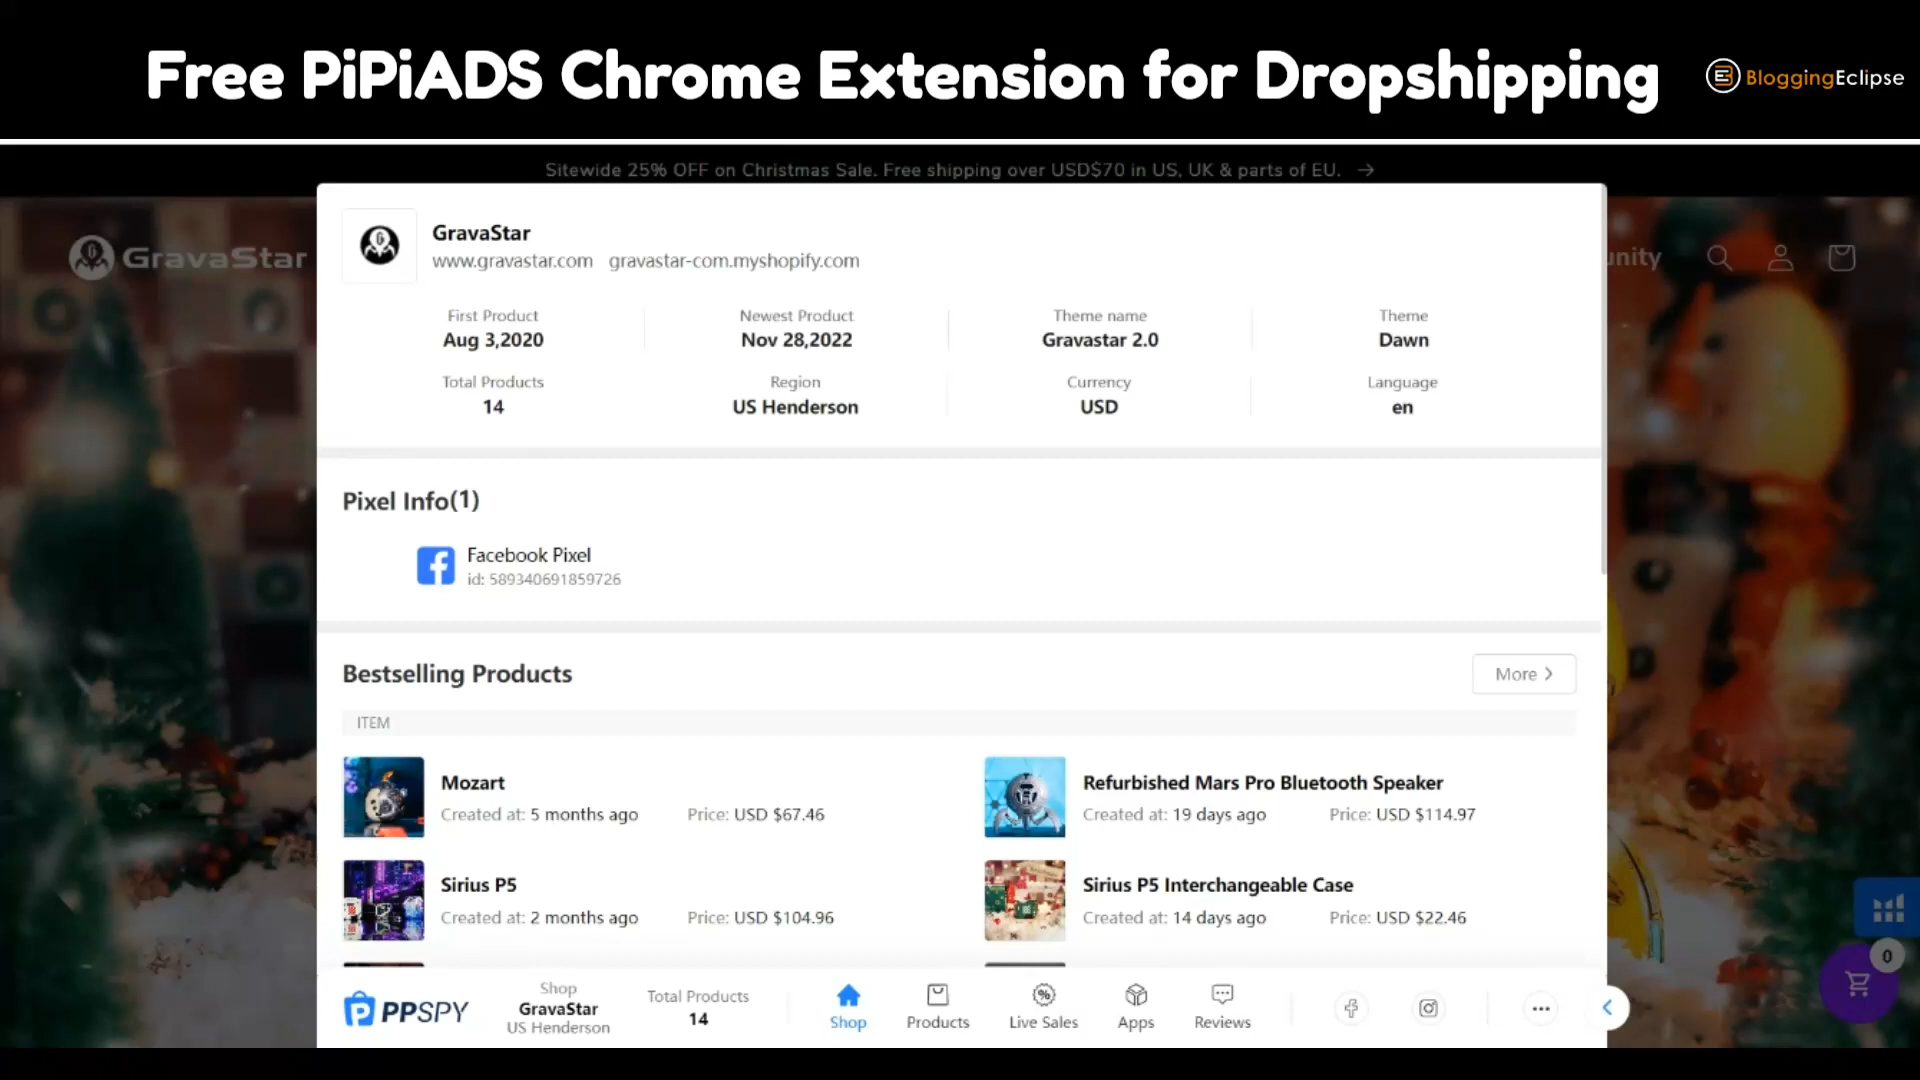 Free PiPiADS Chrome Extension for Dropshipping
BloggingEclipse
Sitewide 25% OFF on Christmas Sale. Free shipping over USD$70 in US, UK & parts of EU. →
GravaStar
unity
GravaStar
www.gravastar.com gravastar-com.myshopify.com
First Product Newest Product Theme name Theme
Aug 3,2020 Nov 28,2022 Gravastar 2.0 Dawn
Total Products Region Currency Language
14 US Henderson USD en
Pixel Info(1)
Facebook Pixel
id: 589340691859726
Bestselling Products
More >
ITEM
Mozart
Created at: 5 months ago Price: USD $67.46
Refurbished Mars Pro Bluetooth Speaker
Created at: 19 days ago Price: USD $114.97
Sirius P5
Created at: 2 months ago Price: USD $104.96
Sirius P5 Interchangeable Case
Created at: 14 days ago Price: USD $22.46
0
PPSPY
Shop
GravaStar
US Henderson
Total Products
14
Shop Products Live Sales Apps Reviews